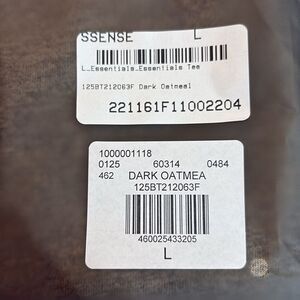 SSENSE L
L_Essentials_Essentials Tee
125BT212063F Dark Oatmeal
221161F11002204
1000001118
0125 60314 0484
462 DARK OATMEA
125BT212063F
460025433205
L